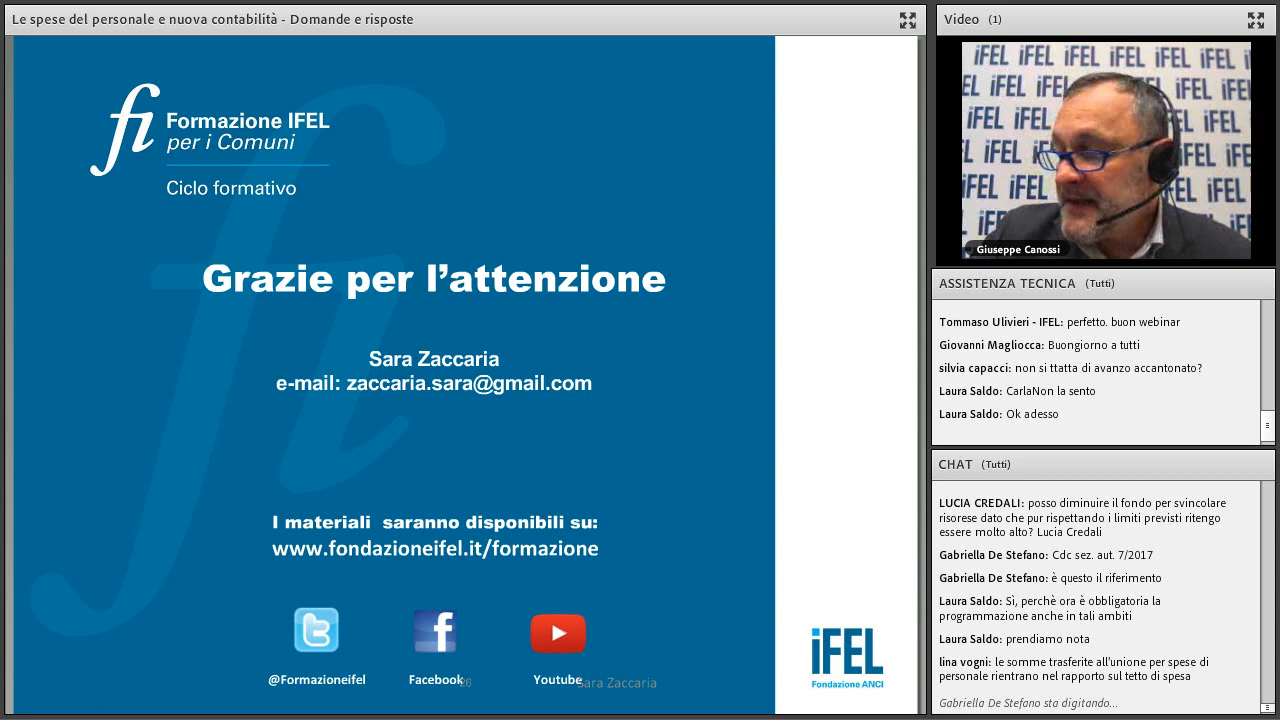 Le spese del personale e nuova contabilità - Domande e risposte
fi
Formazione IFEL
per i Comuni
Ciclo formativo
Grazie per l'attenzione
Sara Zaccaria
e-mail: zaccaria.sara@gmail.com
I materiali saranno disponibili su:
www.fondazioneifel.it/formazione
@Formazioneifel
Facebook
Youtube
26
Sara Zaccaria
iFEL
Fondazione ANCI
Video (1)
iFEL
Giuseppe Canossi
ASSISTENZA TECNICA (Tutti)
Tommaso Ulivieri - IFEL: perfetto. buon webinar
Giovanni Magliocca: Buongiorno a tutti
silvia capacci: non si ttatta di avanzo accantonato?
Laura Saldo: CarlaNon la sento
Laura Saldo: Ok adesso
CHAT (Tutti)
LUCIA CREDALI: posso diminuire il fondo per svincolare
risorese dato che pur rispettando i limiti previsti ritengo
essere molto alto? Lucia Credali
Gabriella De Stefano: Cdc sez. aut. 7/2017
Gabriella De Stefano: è questo il riferimento
Laura Saldo: Sì, perchè ora è obbligatoria la
programmazione anche in tali ambiti
Laura Saldo: prendiamo nota
lina vogni: le somme trasferite all'unione per spese di
personale rientrano nel rapporto sul tetto di spesa
Gabriella De Stefano sta digitando...